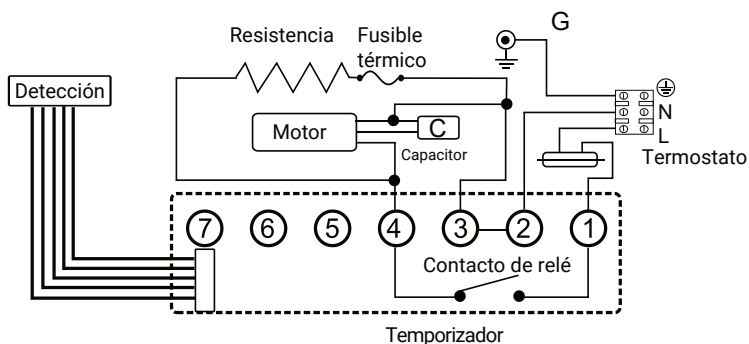 G
Resistencia
Fusible
térmico
Detección
N
L
Motor
C
Capacitor
Termostato
7 6 5 4 3 2 1
Contacto de relé
Temporizador